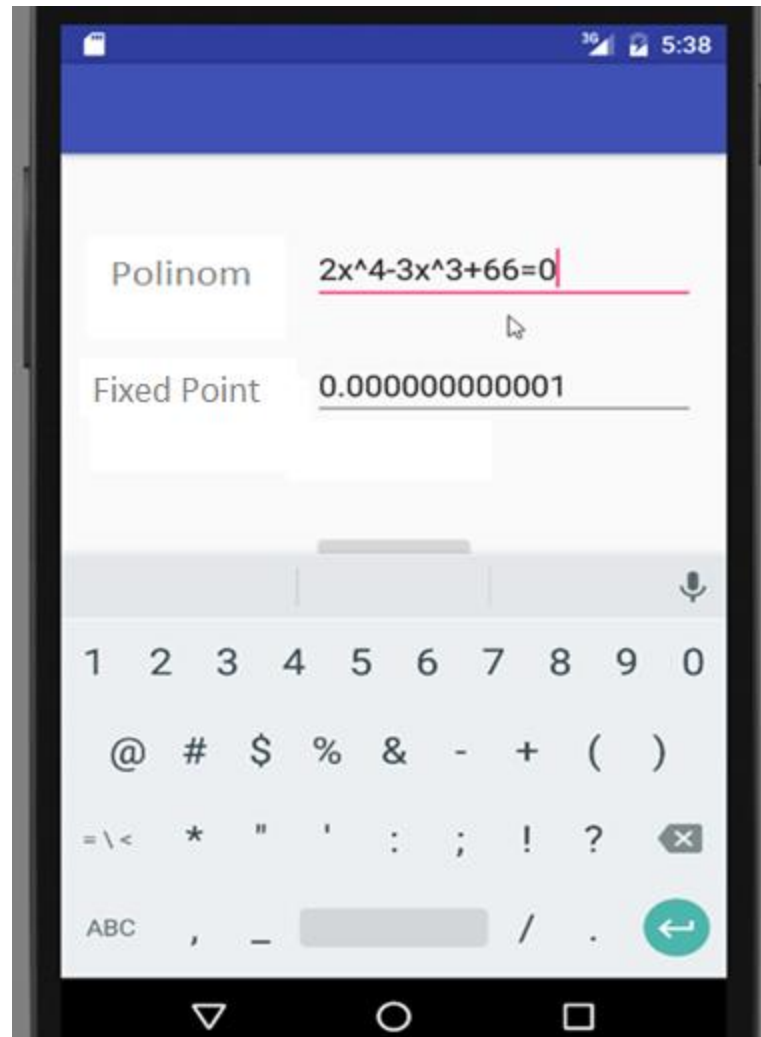 3G 5:38
Polinom 2x^4-3x^3+66=0
Fixed Point 0.000000000001
1 2 3 4 5 6 7 8 9 0
@ # $ % & - + ( )
= \ < * " ' : ; ! ?
ABC , _ / .